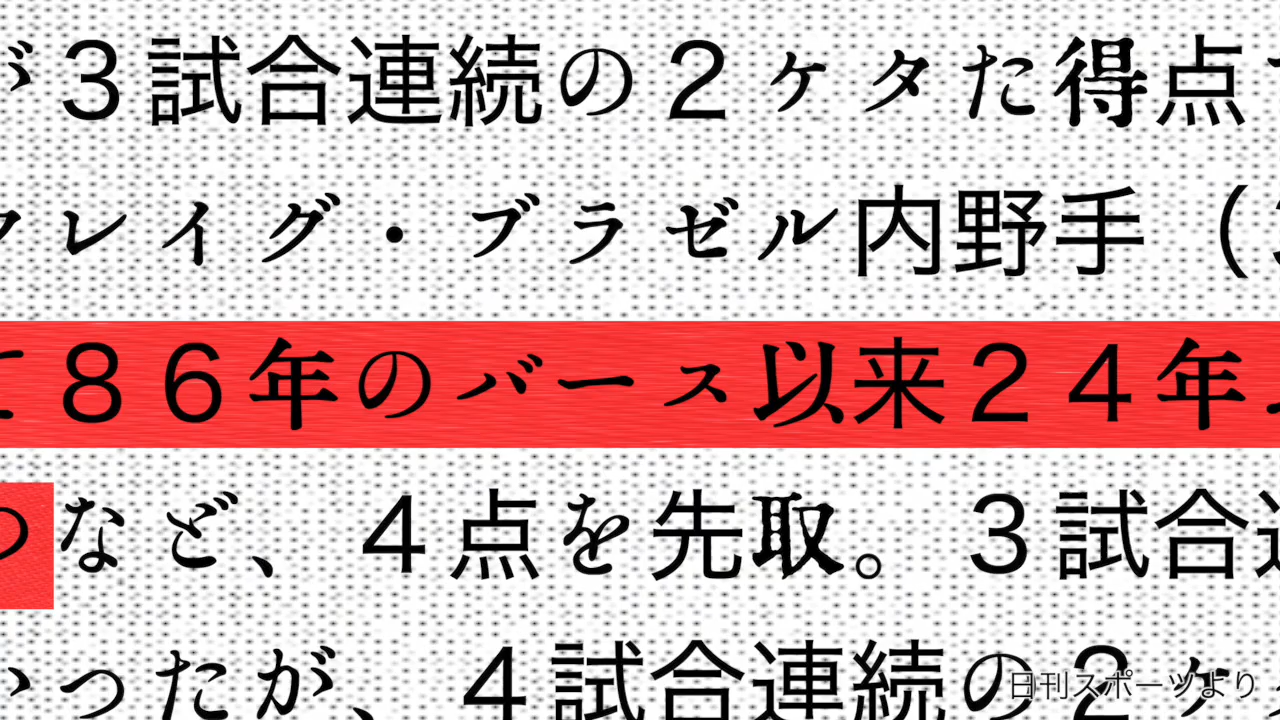 が３試合連続の２ケタた得点
クレイグ・ブラゼル内野手（
８６年のバース以来２４年
つなど、４点を先取。３試合連
かったが、４試合連続の２ケ
日刊スポーツより